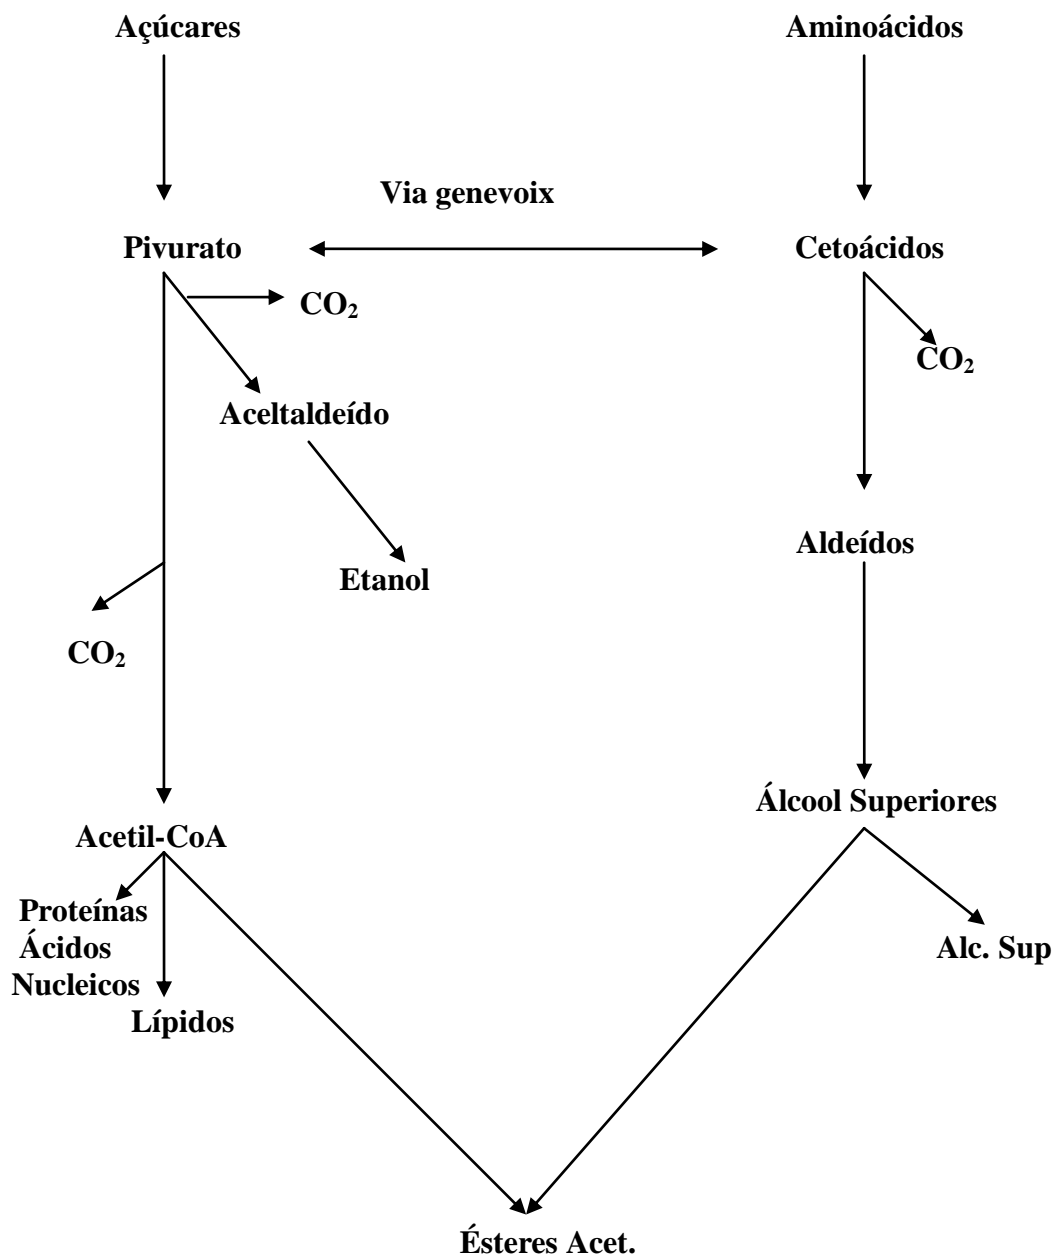 Açúcares
Aminoácidos
Via genevoix
Pivurato
Cetoácidos
CO₂
CO₂
Aceltaldeído
Aldeídos
Etanol
CO₂
Álcool Superiores
Acetil-CoA
Proteínas
Ácidos
Nucleicos
Alc. Sup
Lípidos
Ésteres Acet.